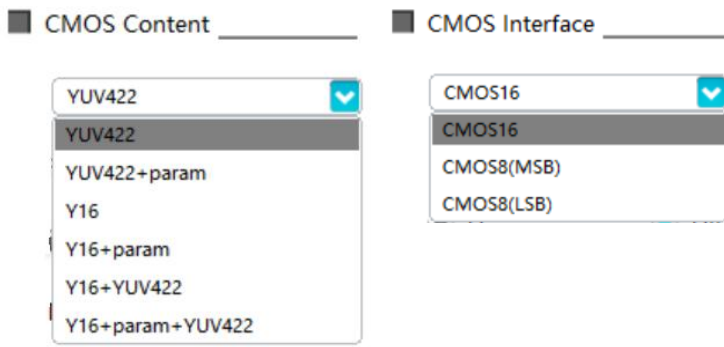 CMOS Content
YUV422
YUV422
YUV422+param
Y16
Y16+param
Y16+YUV422
Y16+param+YUV422
CMOS Interface
CMOS16
CMOS16
CMOS8(MSB)
CMOS8(LSB)